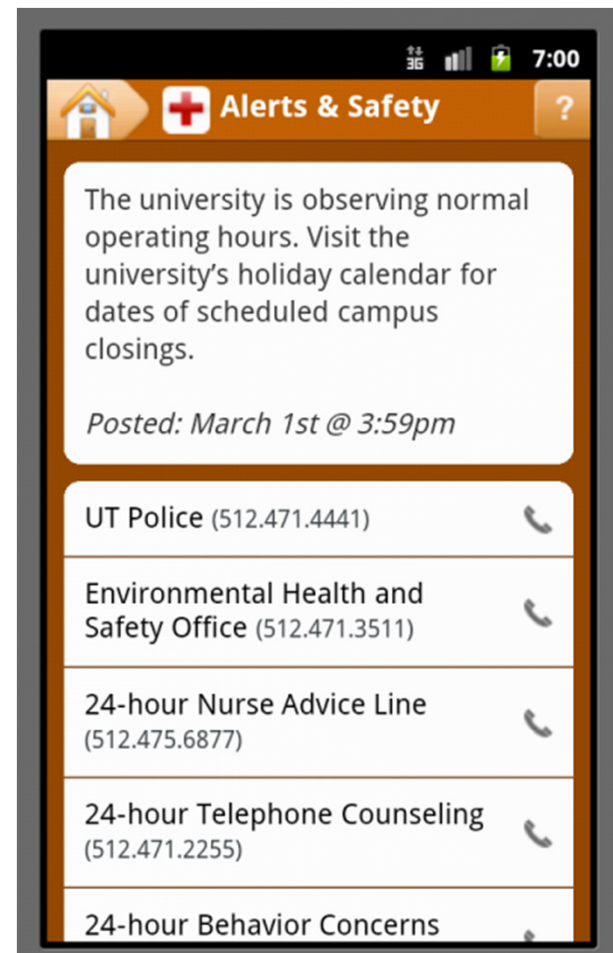 3G 7:00
Alerts & Safety ?
The university is observing normal
operating hours. Visit the
university’s holiday calendar for
dates of scheduled campus
closings.
Posted: March 1st @ 3:59pm
UT Police (512.471.4441)
Environmental Health and
Safety Office (512.471.3511)
24-hour Nurse Advice Line
(512.475.6877)
24-hour Telephone Counseling
(512.471.2255)
24-hour Behavior Concerns